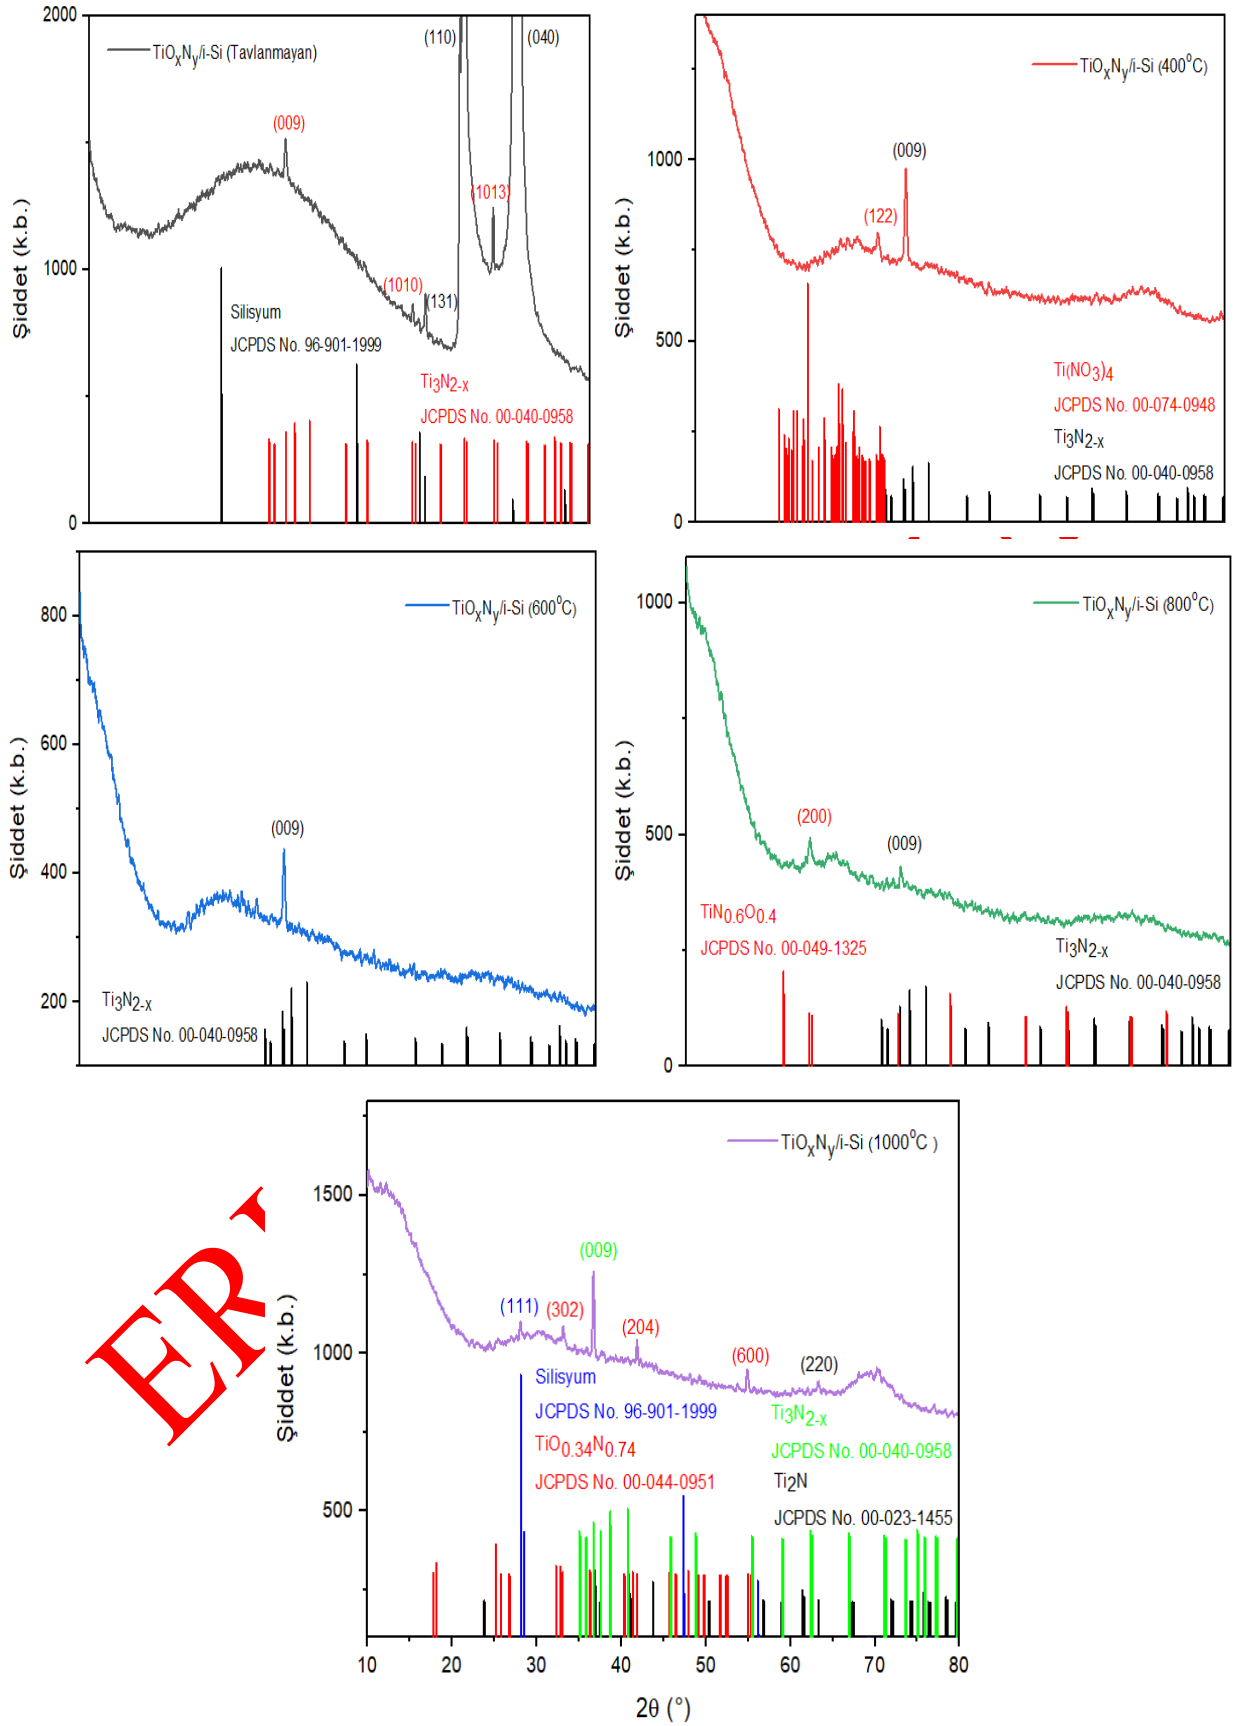 2000
TiOxNy/i-Si (Tavlanmayan)
(110)
(040)
(009)
(1013)
(1010)
(131)
1000
0
Şiddet (k.b.)
Silisyum
JCPDS No. 96-901-1999
Ti3N2-x
JCPDS No. 00-040-0958
TiOxNy/i-Si (400⁰C)
1000
500
0
Şiddet (k.b.)
(009)
(122)
Ti(NO3)4
JCPDS No. 00-074-0948
Ti3N2-x
JCPDS No. 00-040-0958
TiOxNy/i-Si (600⁰C)
800
600
400
200
Şiddet (k.b.)
(009)
Ti3N2-x
JCPDS No. 00-040-0958
TiOxNy/i-Si (800⁰C)
1000
500
0
Şiddet (k.b.)
(200)
(009)
TiN0.6O0.4
JCPDS No. 00-049-1325
Ti3N2-x
JCPDS No. 00-040-0958
TiOxNy/i-Si (1000⁰C )
1500
1000
500
Şiddet (k.b.)
(009)
(111)
(302)
(204)
(600)
(220)
Silisyum
JCPDS No. 96-901-1999
TiO0.34N0.74
JCPDS No. 00-044-0951
Ti3N2-x
JCPDS No. 00-040-0958
Ti2N
JCPDS No. 00-023-1455
10 20 30 40 50 60 70 80
2θ (°)